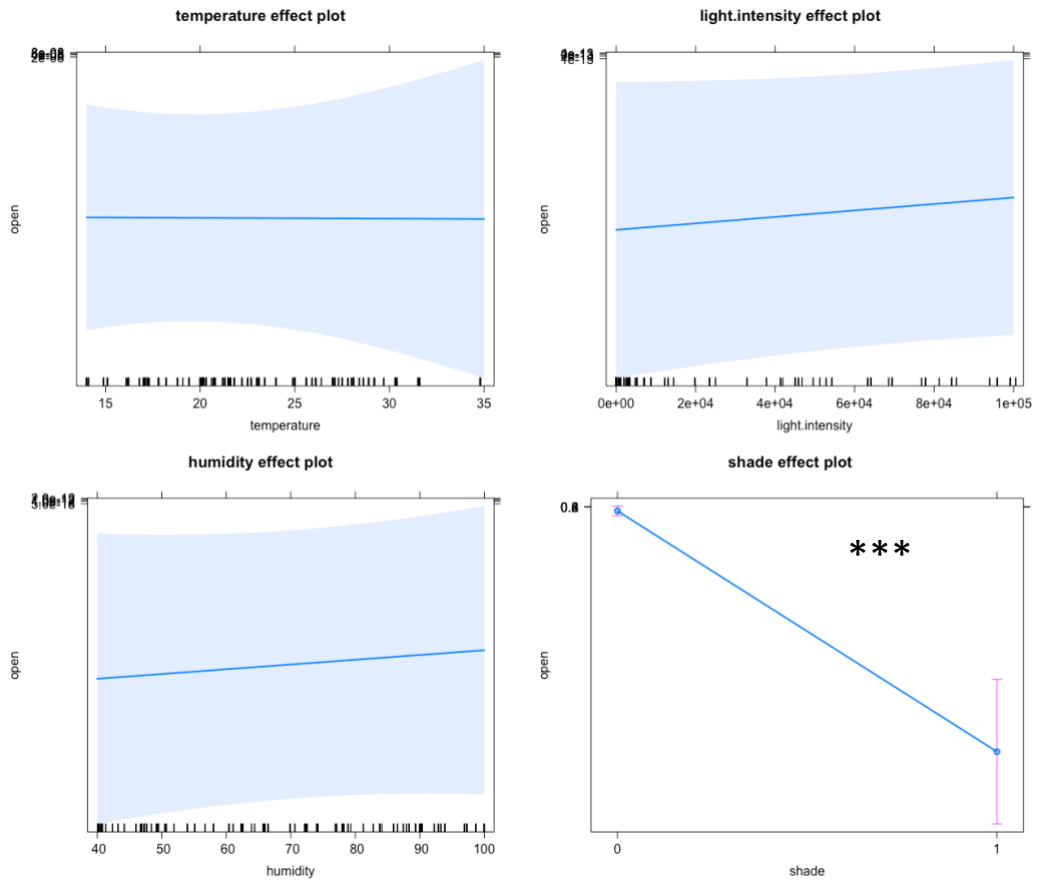 temperature effect plot
open
15 20 25 30 35
temperature
light.intensity effect plot
open
0e+00 2e+04 4e+04 6e+04 8e+04 1e+05
light.intensity
humidity effect plot
open
40 50 60 70 80 90 100
humidity
shade effect plot
***
open
0 1
shade